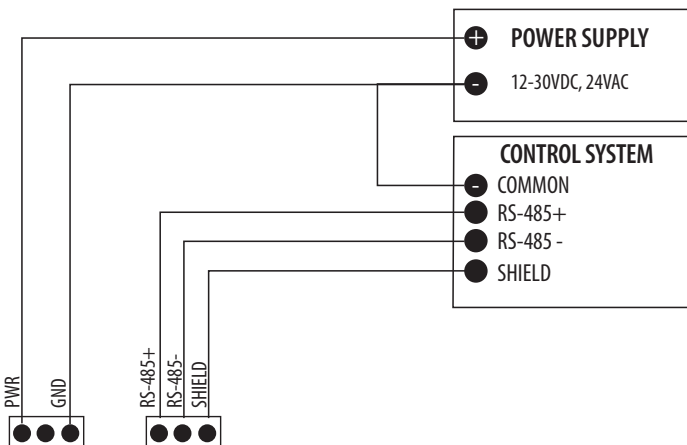 + POWER SUPPLY
- 12-30VDC, 24VAC
CONTROL SYSTEM
- COMMON
RS-485+
RS-485 -
SHIELD
PWR
GND
RS-485+
RS-485-
SHIELD